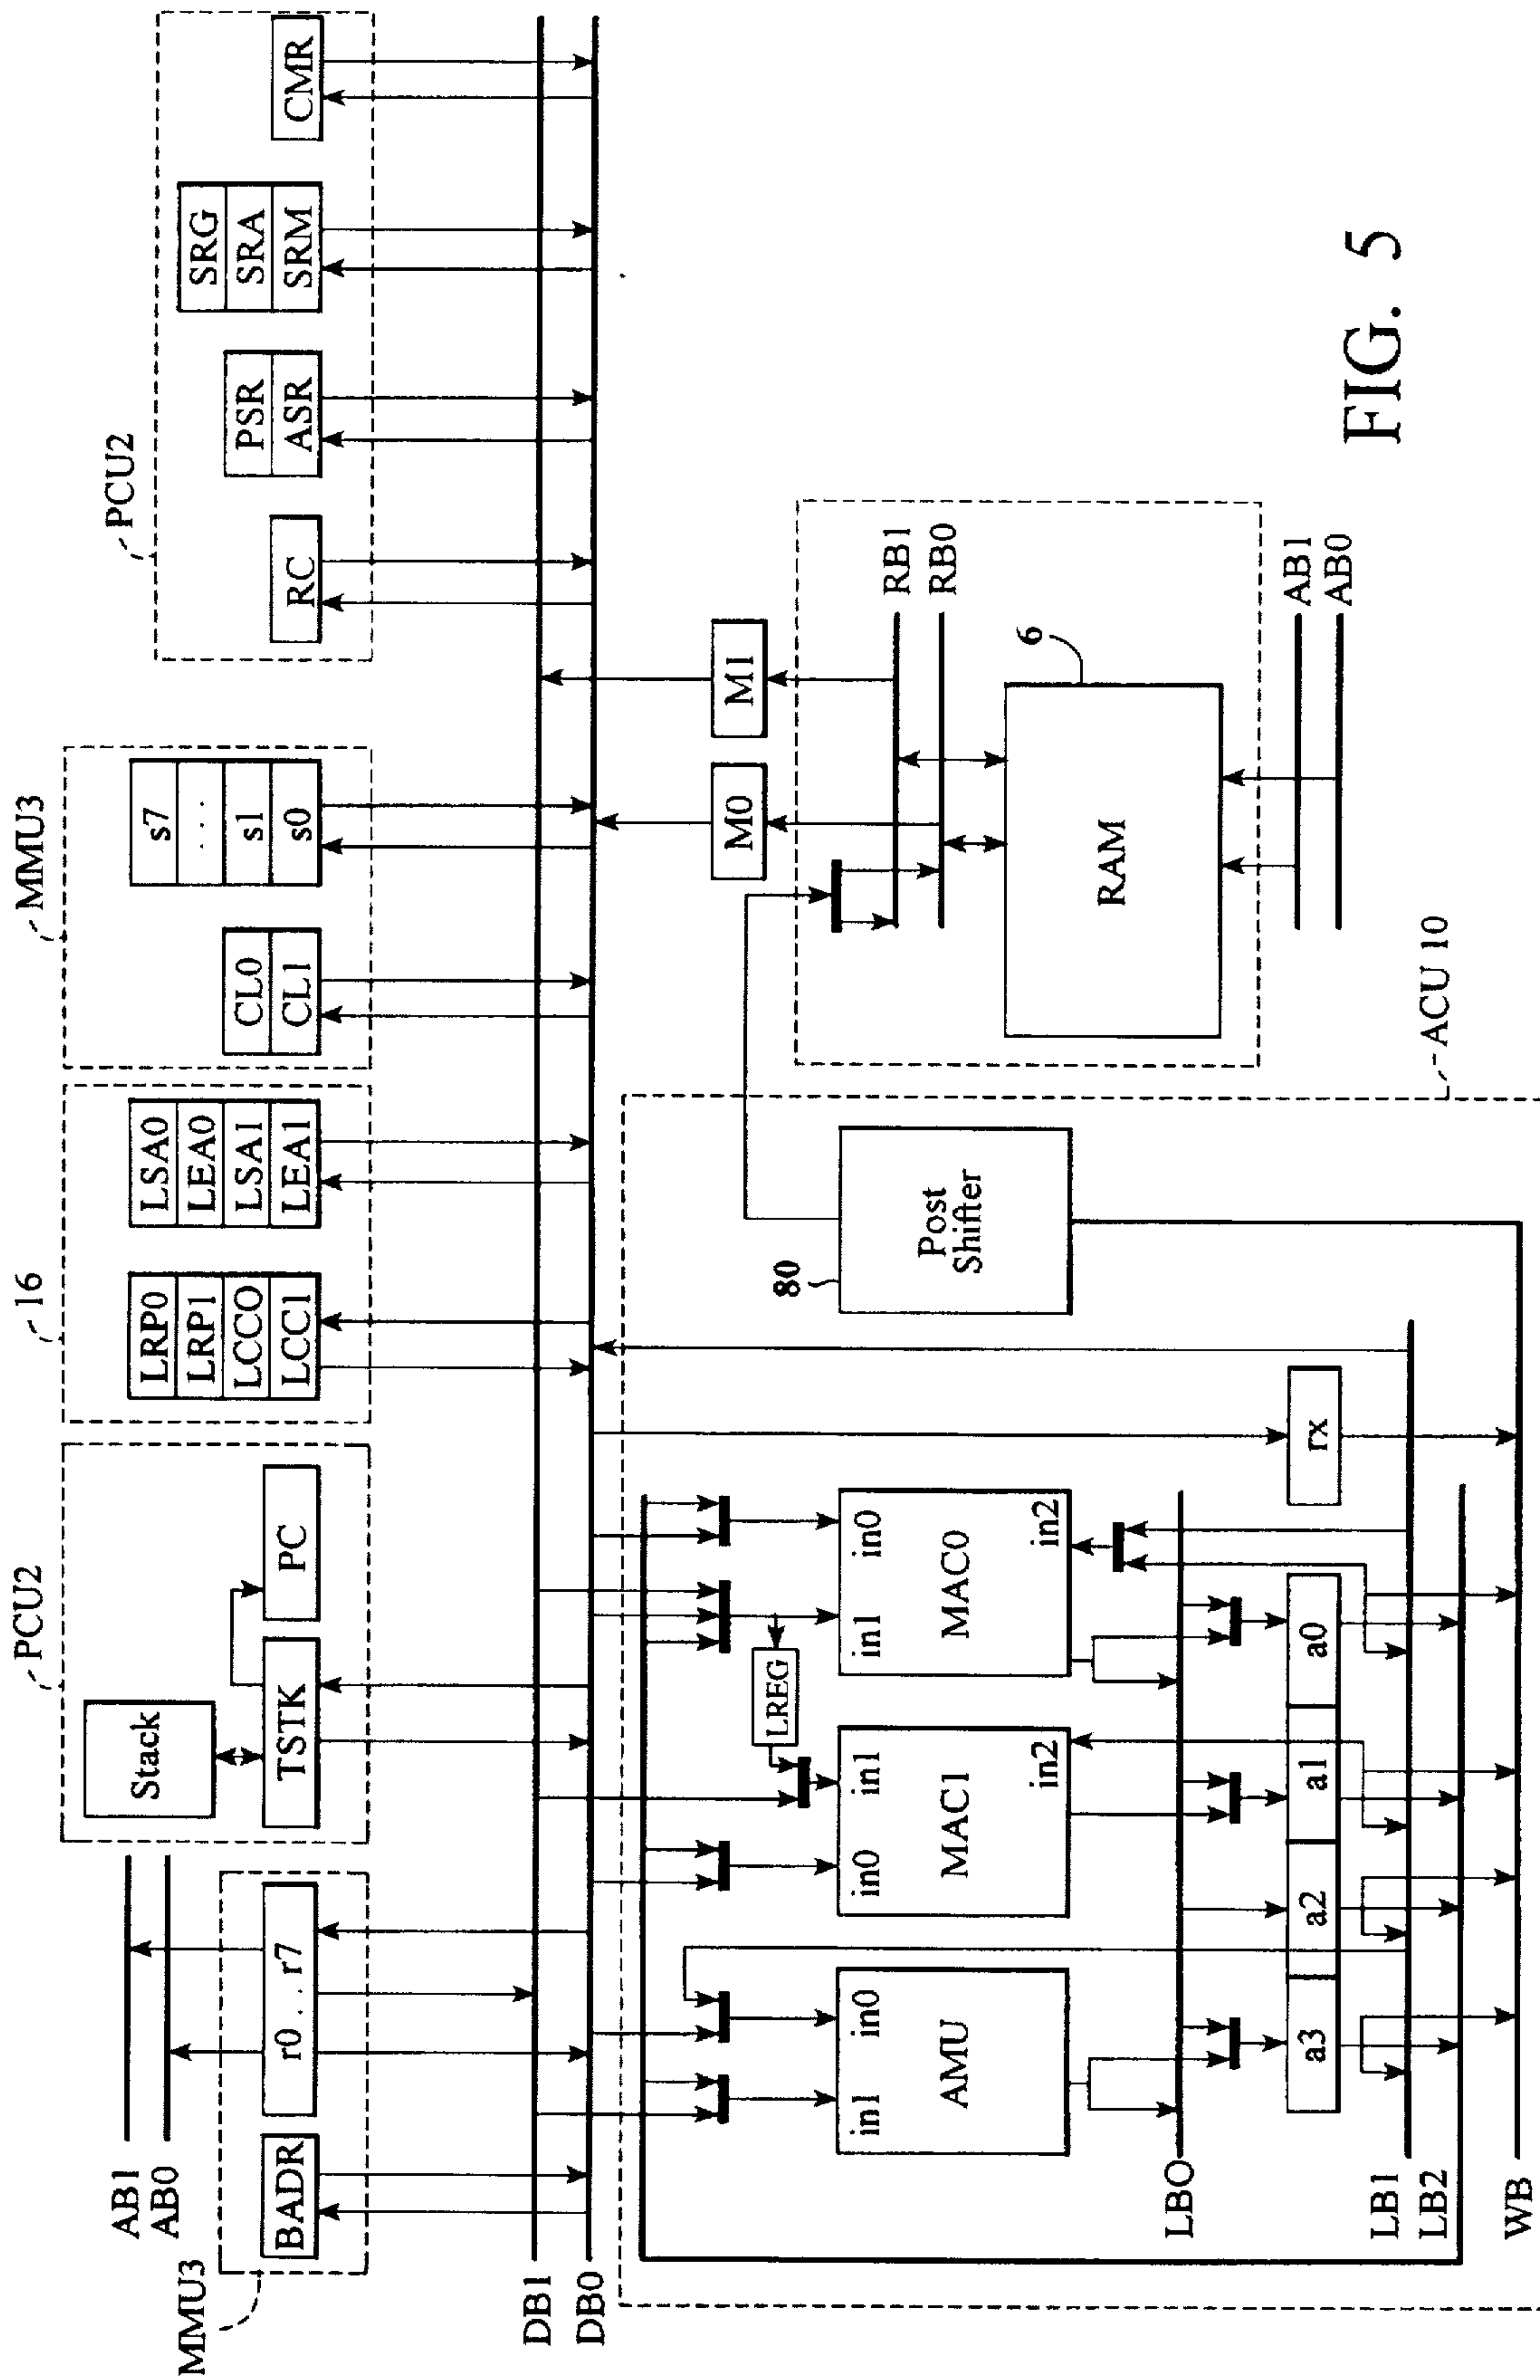 MMU3
AB1
AB0
BADR
r0 . . r7
PCU2
Stack
TSTK
PC
16
LRP0
LRP1
LCCO
LCC1
LSA0
LEA0
LSA1
LEA1
MMU3
CL0
CL1
s7
. . .
s1
s0
PCU2
RC
PSR
ASR
SRG
SRA
SRM
CMR
DB1
DB0
in1
in0
AMU
in0
in1
MAC1
in2
LREG
in1
in0
MAC0
in2
LBO
a3
a2
a1
a0
rx
LB1
LB2
WB
80
Post
Shifter
ACU 10
M0
M1
RB1
RB0
RAM
6
AB1
AB0
FIG. 5